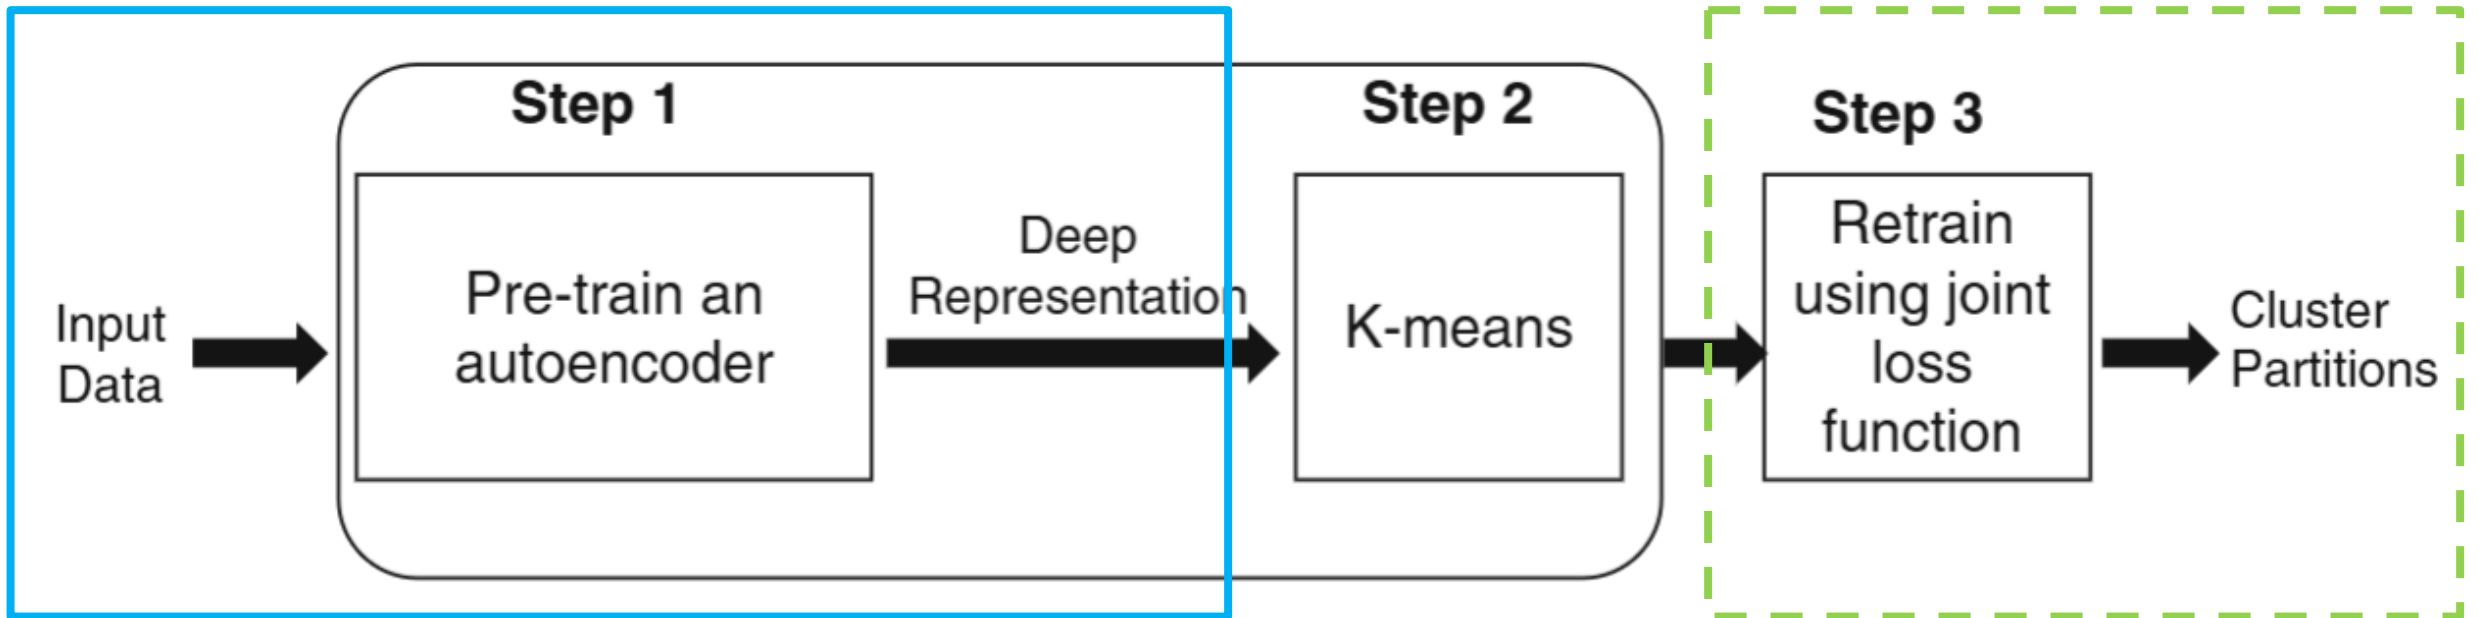 Step 1
Step 2
Step 3
Input
Data
Pre-train an
autoencoder
Deep
Representation
K-means
Retrain
using joint
loss
function
Cluster
Partitions